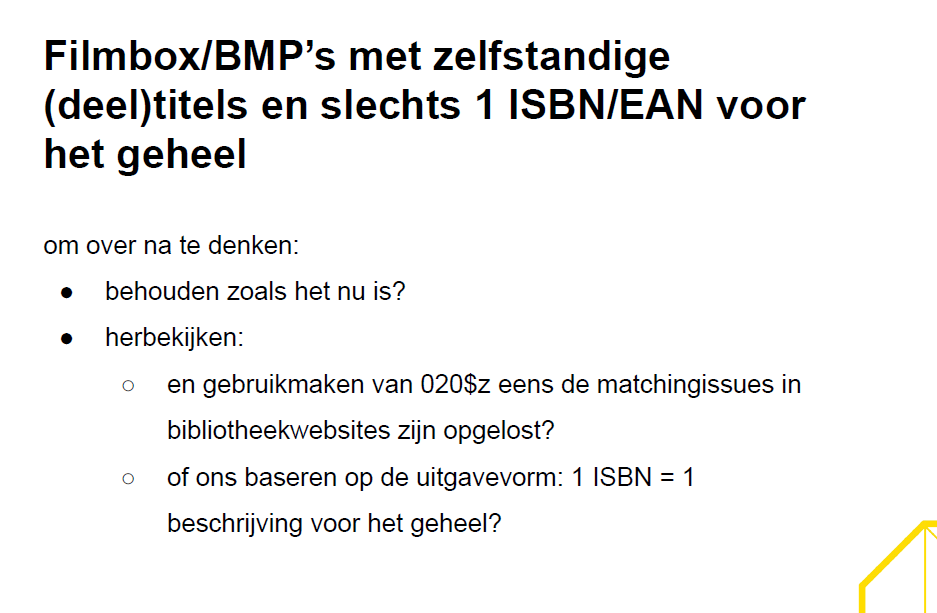 Filmbox/BMP’s met zelfstandige
(deel)titels en slechts 1 ISBN/EAN voor
het geheel
om over na te denken:
● behouden zoals het nu is?
● herbekijken:
○ en gebruikmaken van 020$z eens de matchingissues in
bibliotheekwebsites zijn opgelost?
○ of ons baseren op de uitgavevorm: 1 ISBN = 1
beschrijving voor het geheel?